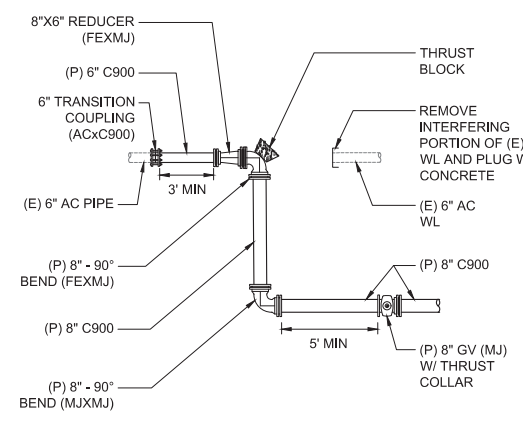 8"X6" REDUCER
(FEXMJ)
(P) 6" C900
6" TRANSITION
COUPLING
(ACxC900)
(E) 6" AC PIPE
3' MIN
(P) 8" - 90°
BEND (FEXMJ)
(P) 8" C900
(P) 8" - 90°
BEND (MJXMJ)
THRUST
BLOCK
REMOVE
INTERFERING
PORTION OF (E)
WL AND PLUG W
CONCRETE
(E) 6" AC
WL
(P) 8" C900
5' MIN
(P) 8" GV (MJ)
W/ THRUST
COLLAR